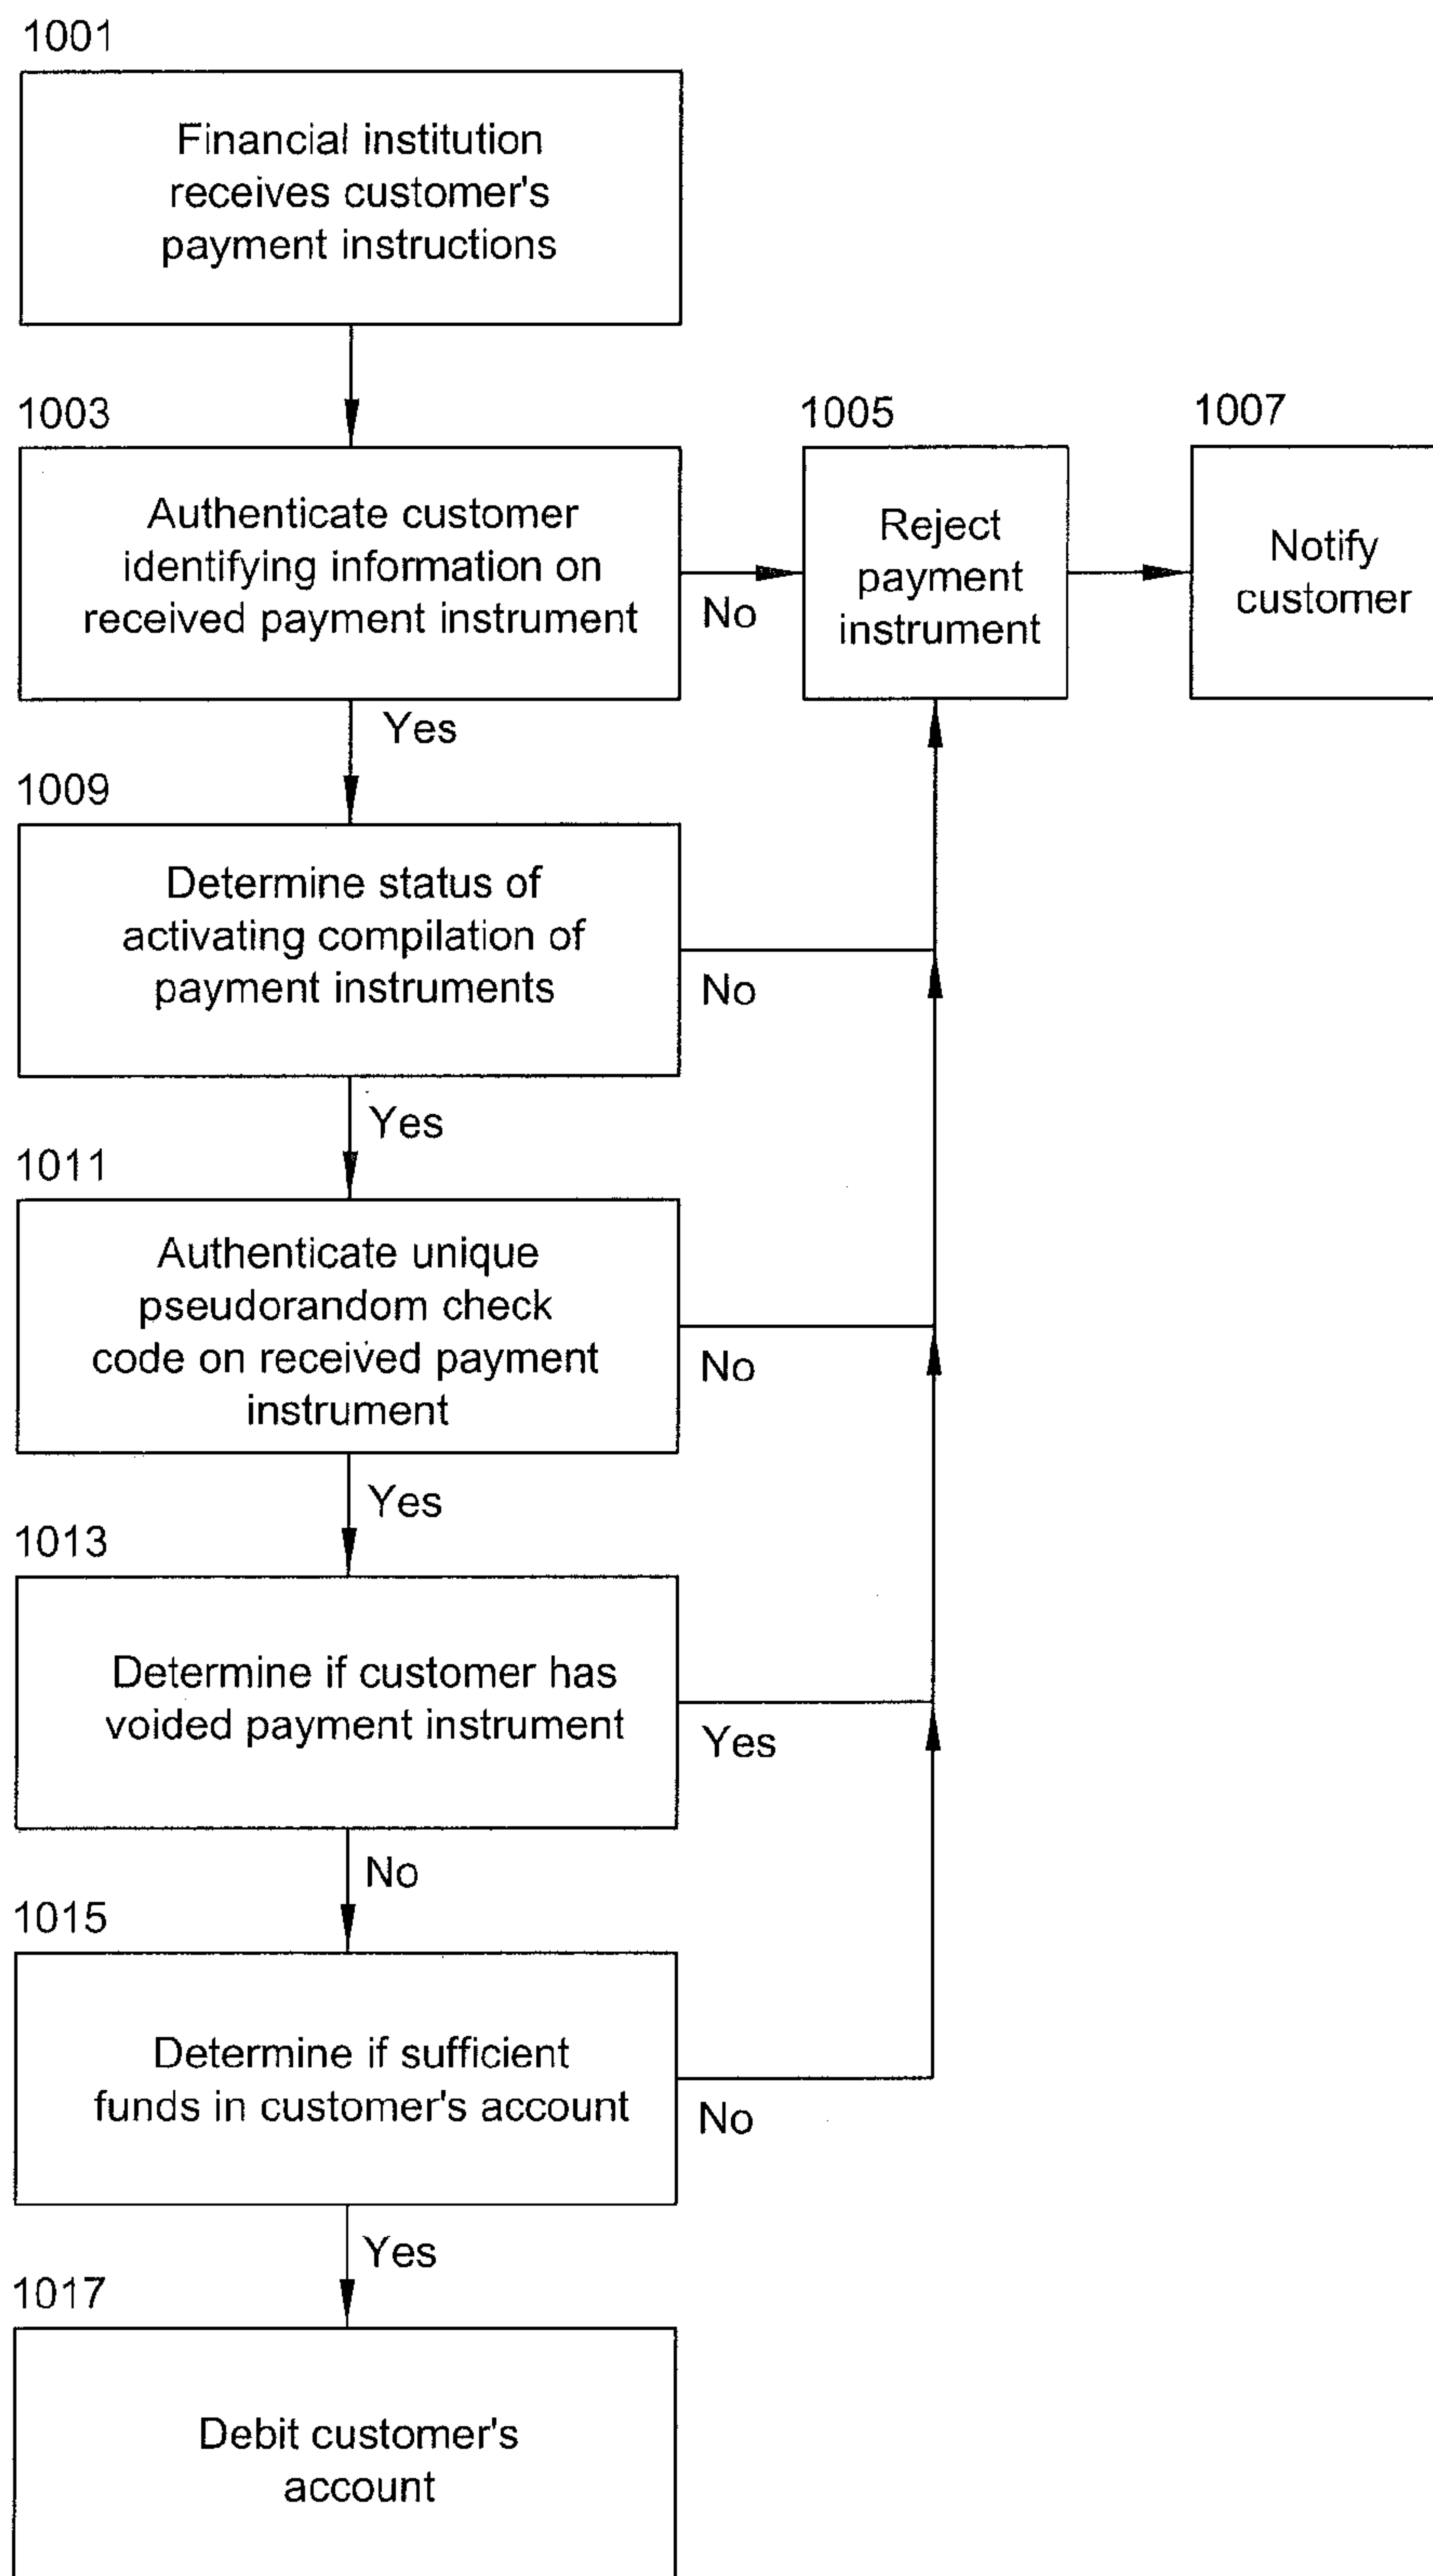 1001
Financial institution
receives customer's
payment instructions
1003
Authenticate customer
identifying information on
received payment instrument
No
Yes
1005
Reject
payment
instrument
1007
Notify
customer
1009
Determine status of
activating compilation of
payment instruments
No
Yes
1011
Authenticate unique
pseudorandom check
code on received payment
instrument
No
Yes
1013
Determine if customer has
voided payment instrument
Yes
No
1015
Determine if sufficient
funds in customer's account
No
Yes
1017
Debit customer's
account